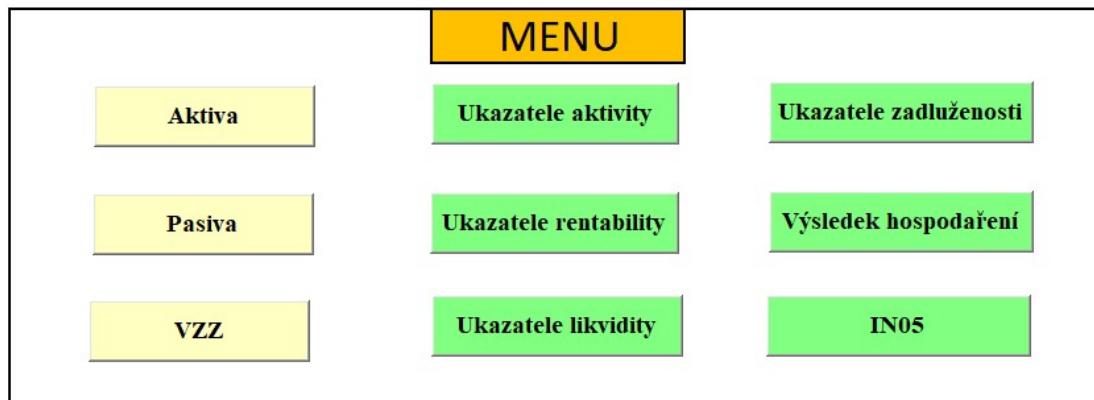 MENU
Aktiva
Ukazatele aktivity
Ukazatele zadluženosti
Pasiva
Ukazatele rentability
Výsledek hospodaření
VZZ
Ukazatele likvidity
IN05